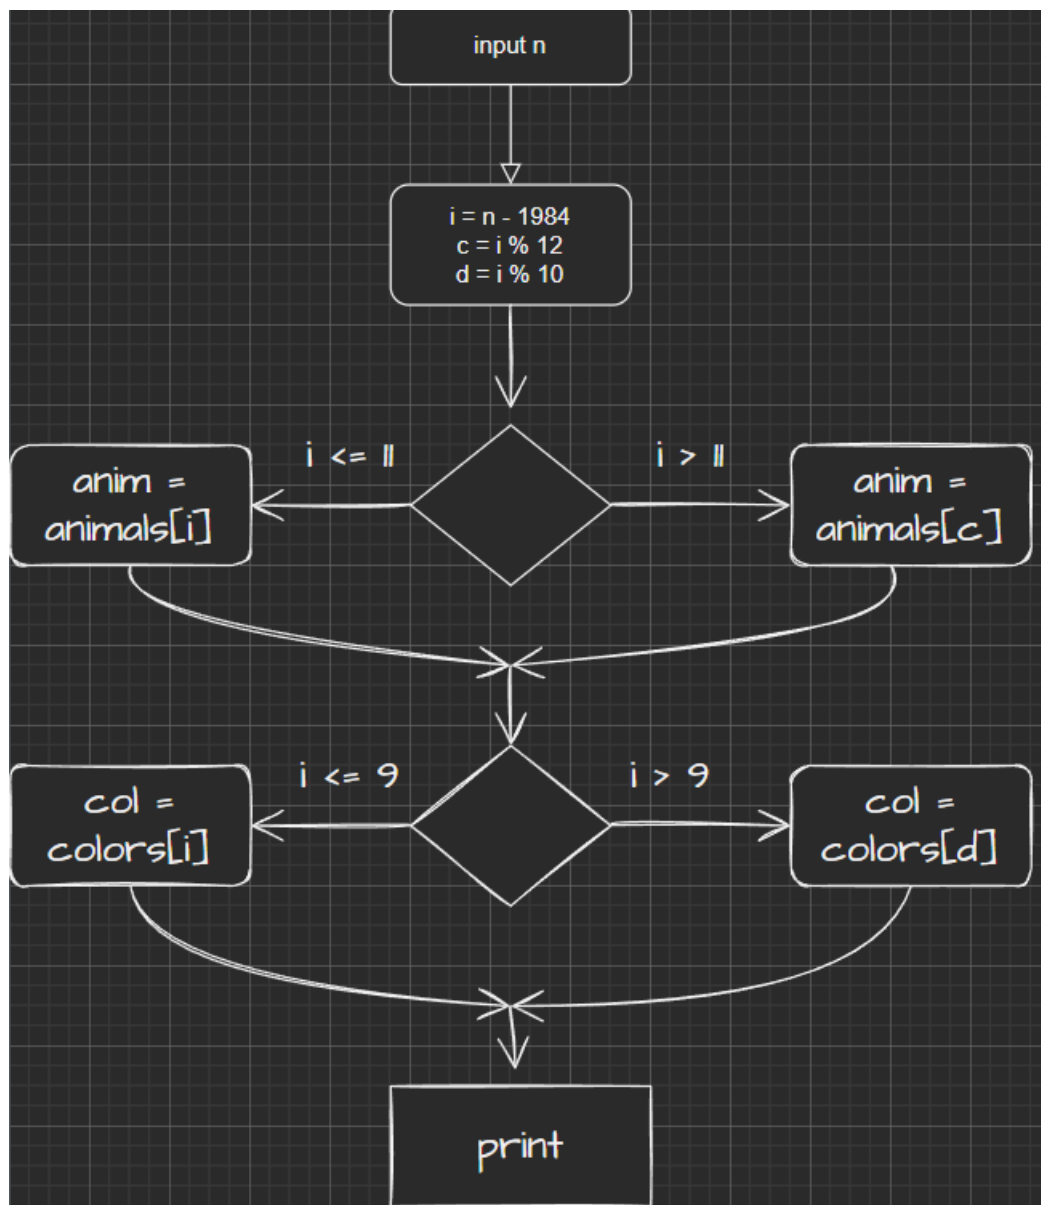 input n
i = n - 1984
c = i % 12
d = i % 10
i <= 11
i > 11
anim =
animals[i]
anim =
animals[c]
i <= 9
i > 9
col =
colors[i]
col =
colors[d]
print